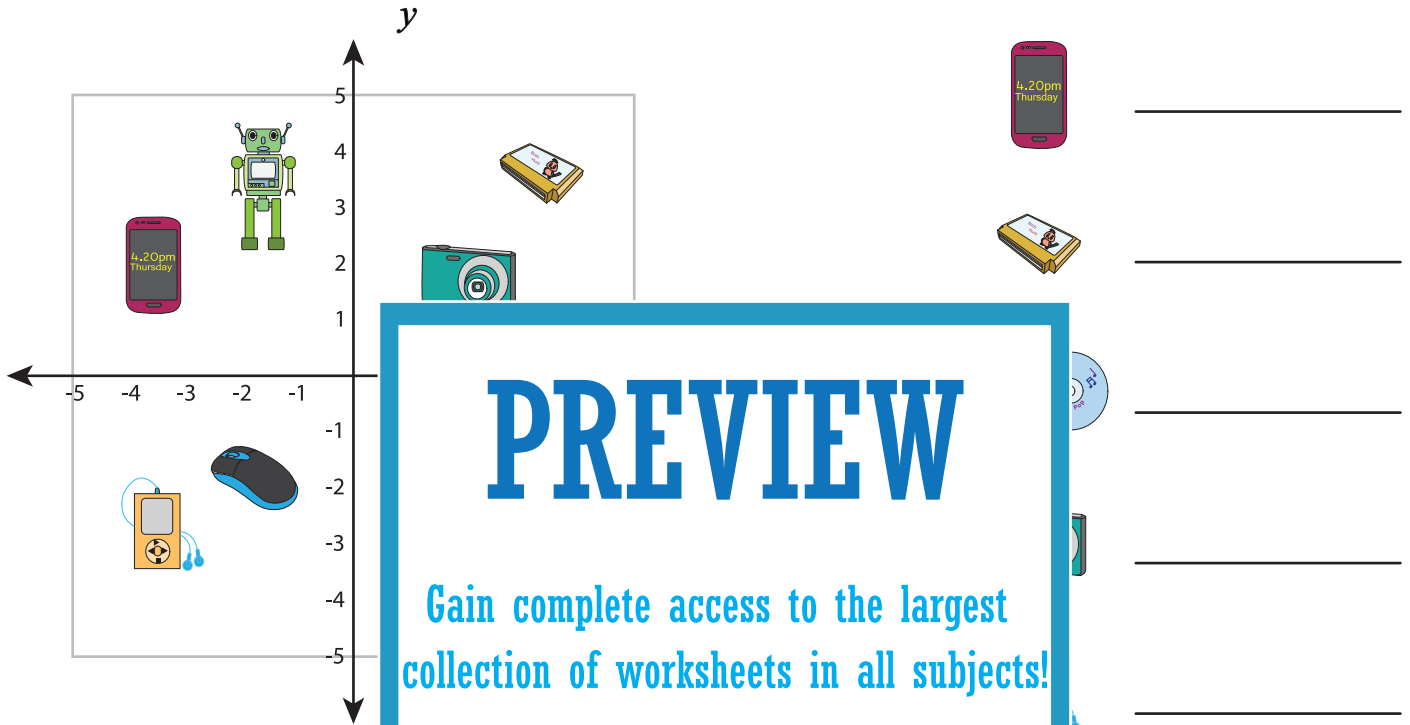 y
5
4
3
2
1
-5 -4 -3 -2 -1
-1
-2
-3
-4
-5
4.20pm
Thursday
4.20pm
Thursday
PREVIEW
Gain complete access to the largest
collection of worksheets in all subjects!